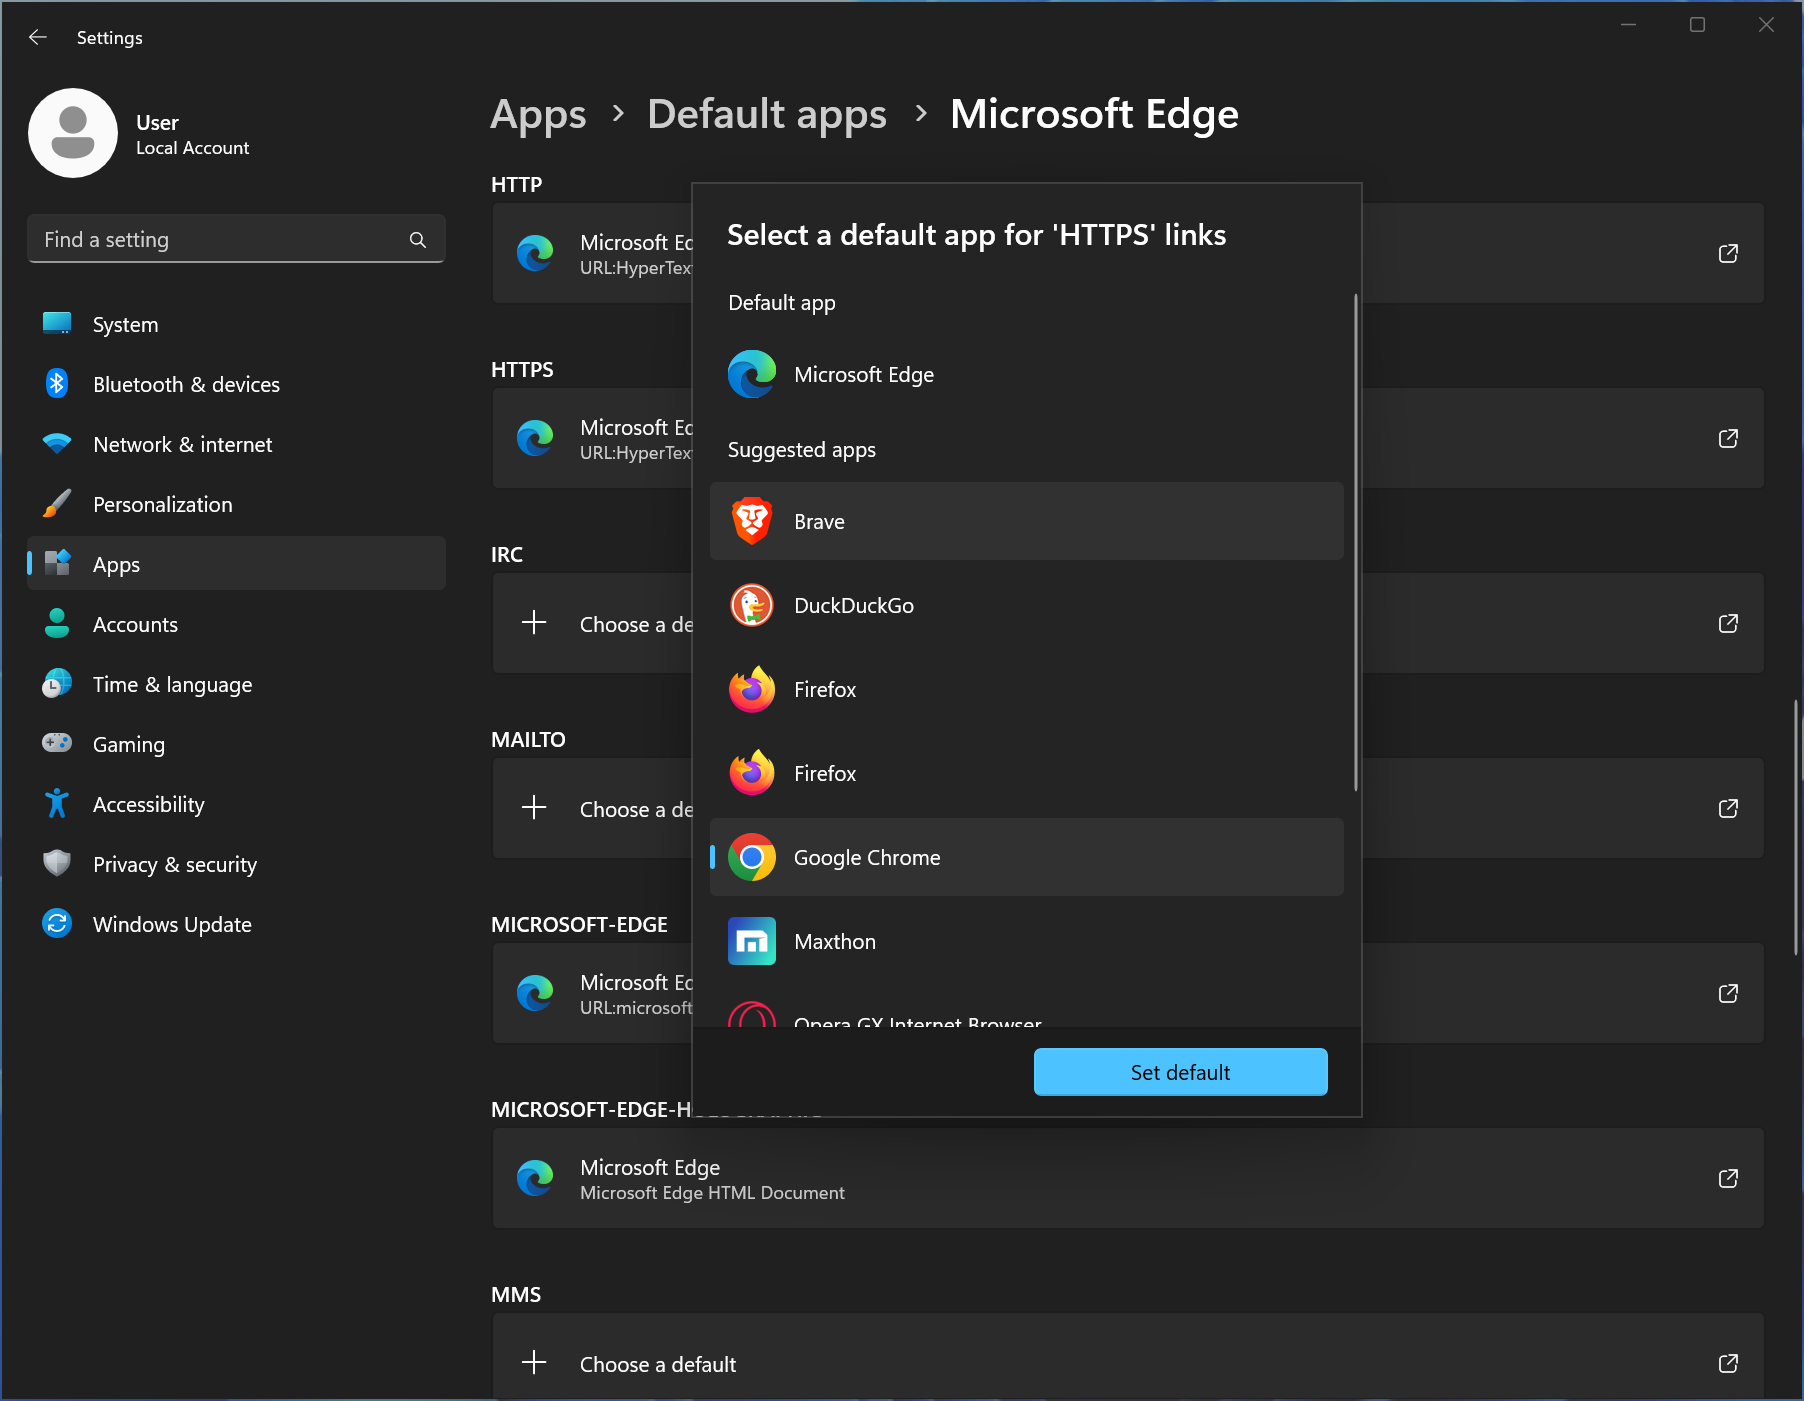 Settings
User
Local Account
Find a setting
System
Bluetooth & devices
Network & internet
Personalization
Apps
Accounts
Time & language
Gaming
Accessibility
Privacy & security
Windows Update
Apps > Default apps > Microsoft Edge
HTTP
Microsoft Ed
URL:HyperTex
HTTPS
Microsoft Ed
URL:HyperTex
IRC
Choose a de
MAILTO
Choose a de
MICROSOFT-EDGE
Microsoft Ed
URL:microsoft
MICROSOFT-EDGE-HOLOGRAPHIC
Microsoft Edge
Microsoft Edge HTML Document
MMS
Choose a default
Select a default app for 'HTTPS' links
Default app
Microsoft Edge
Suggested apps
Brave
DuckDuckGo
Firefox
Firefox
Google Chrome
Maxthon
Opera GX Internet Browser
Set default